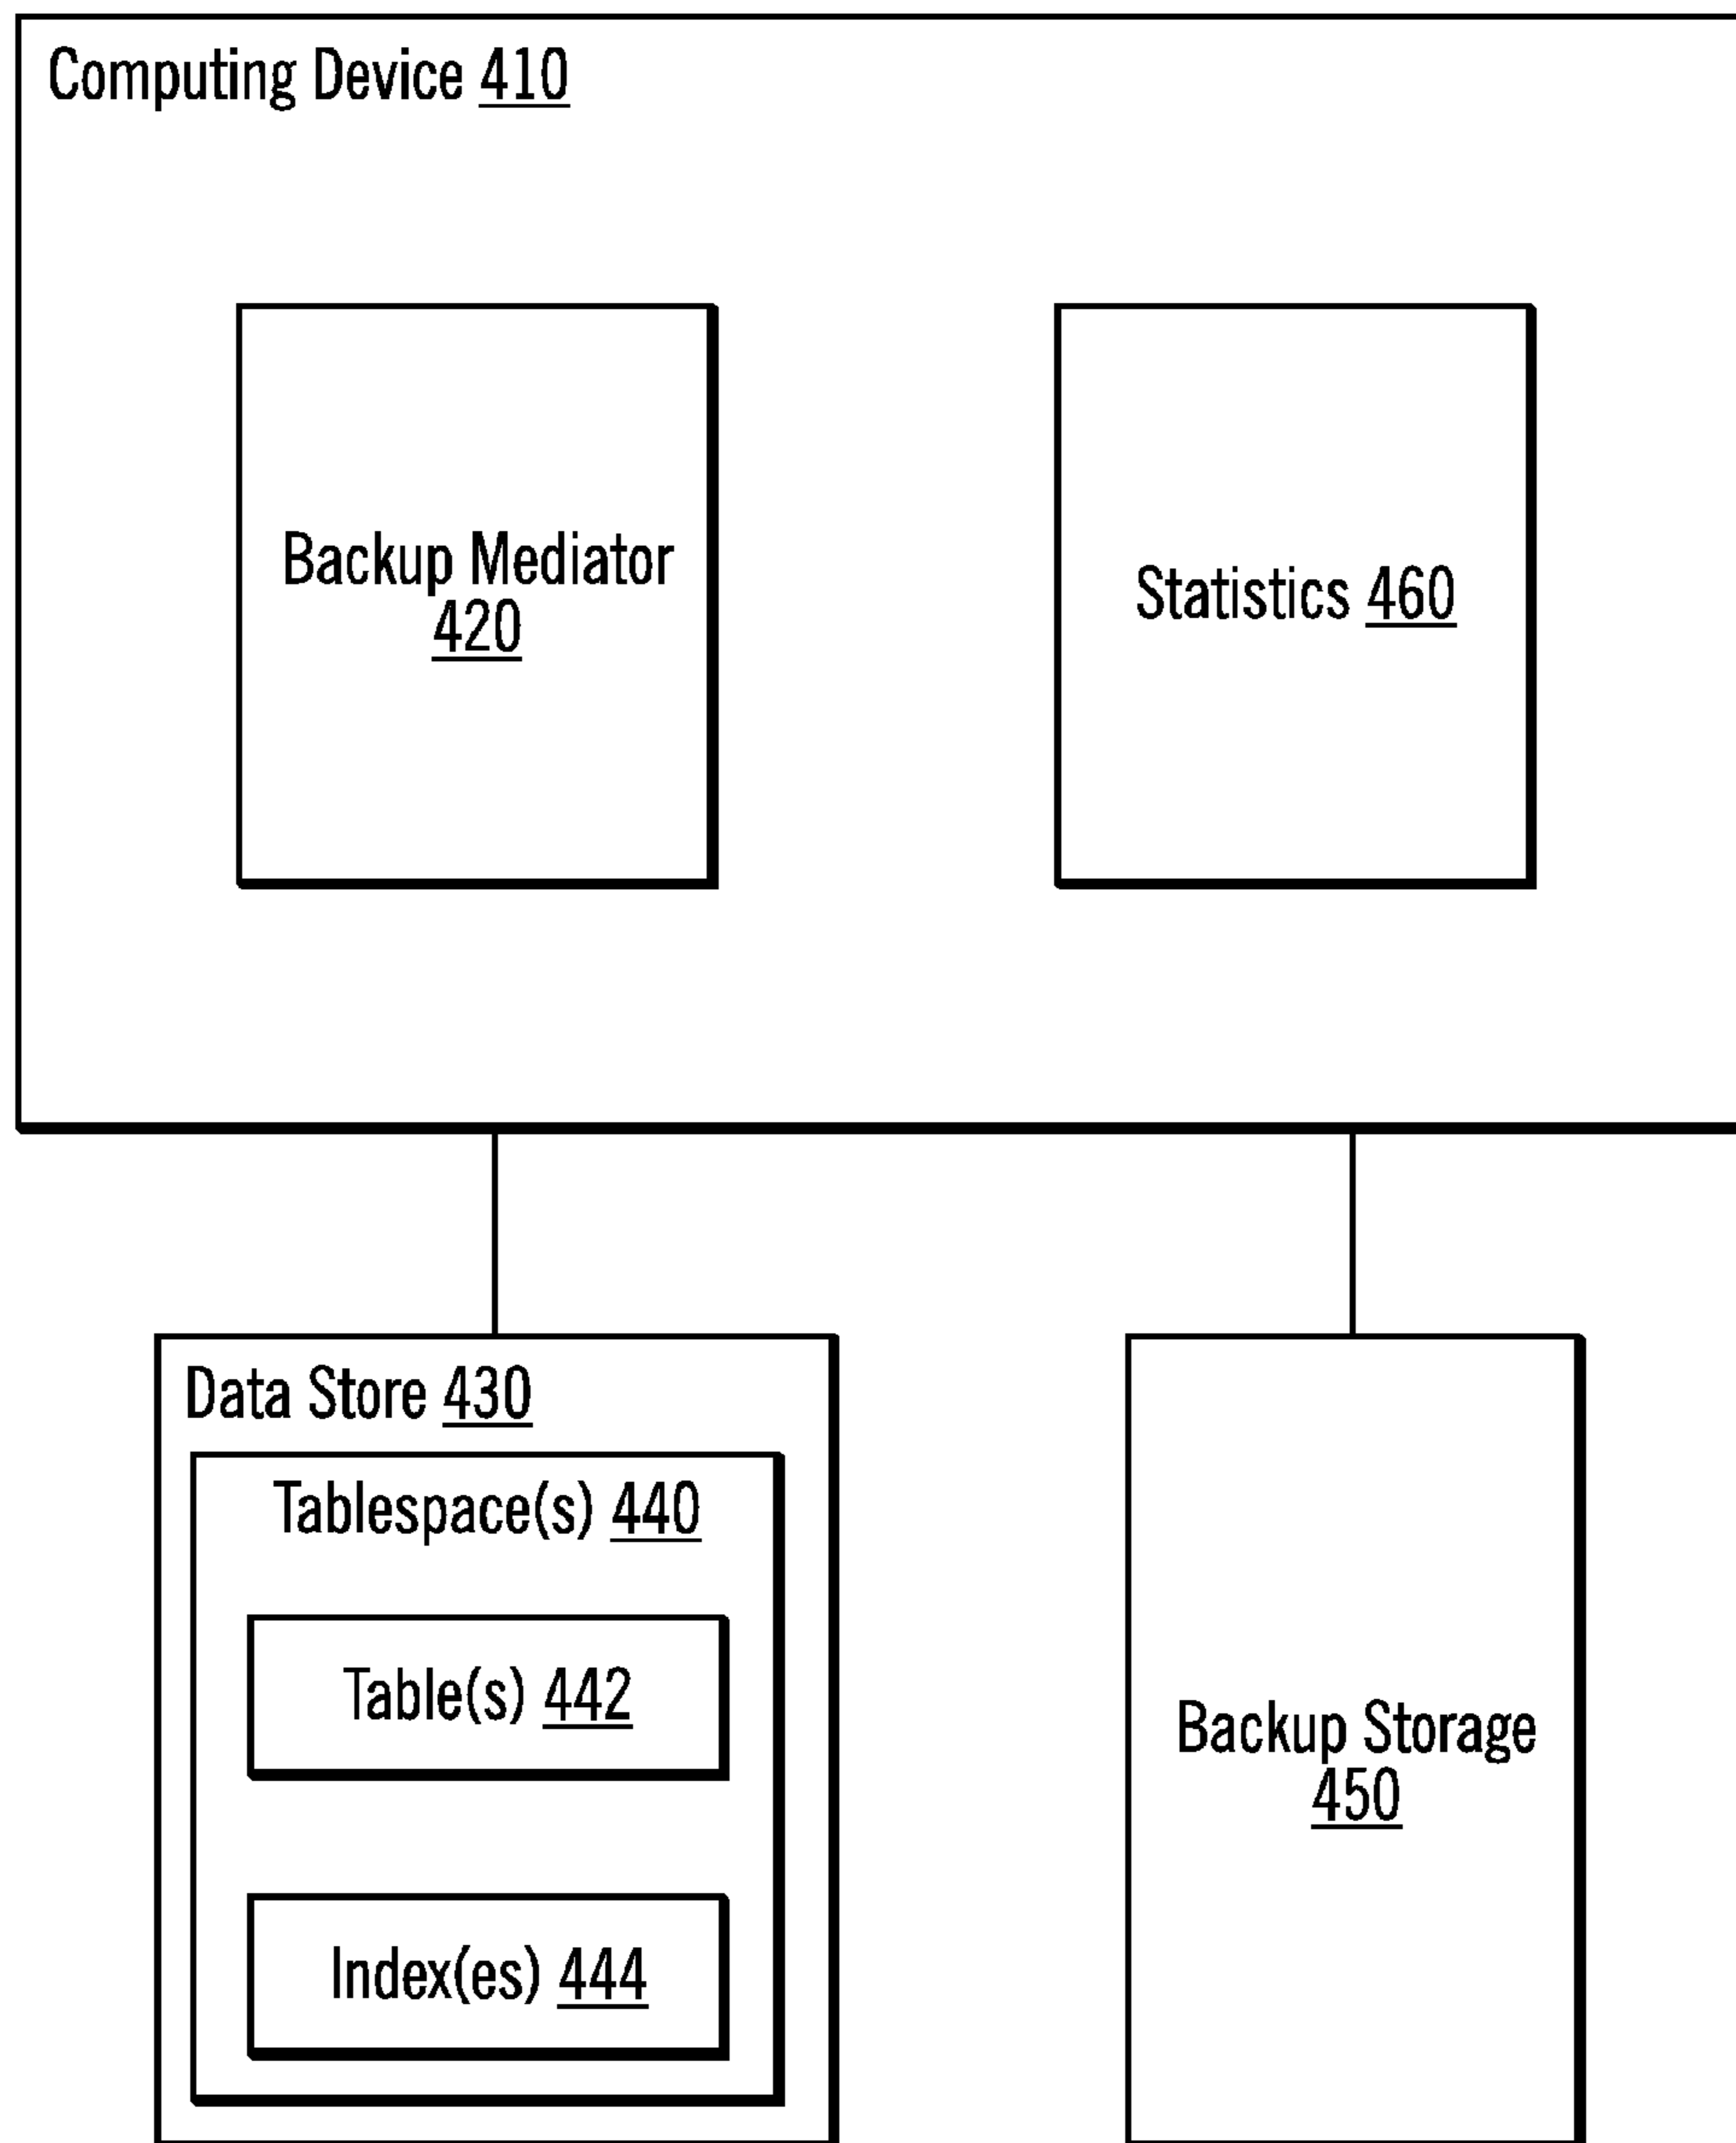 Computing Device 410
Backup Mediator
420
Statistics 460
Data Store 430
Tablespace(s) 440
Table(s) 442
Index(es) 444
Backup Storage
450